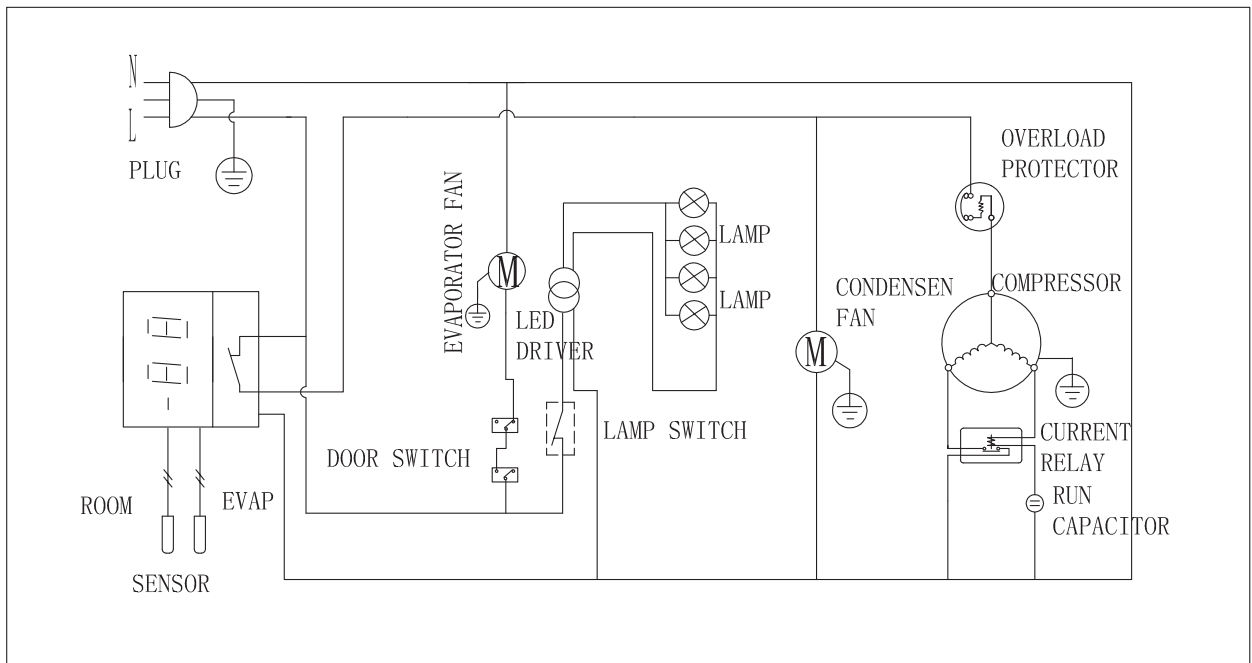 N
L
PLUG
OVERLOAD
PROTECTOR
EVAPORATOR FAN
M
LAMP
LAMP
LED
DRIVER
CONDENSEN
FAN
M
COMPRESSOR
LAMP SWITCH
DOOR SWITCH
CURRENT
RELAY
RUN
CAPACITOR
ROOM
EVAP
SENSOR